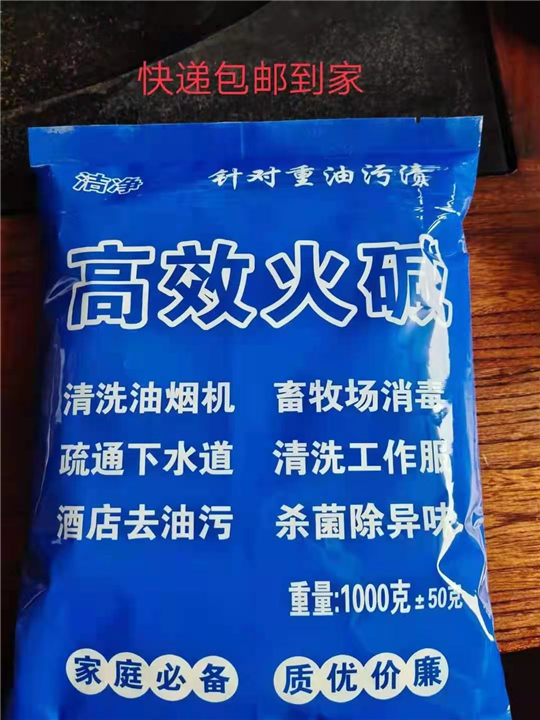 快递包邮到家
洁净 针对重油污渍
高效火碱
清洗油烟机 畜牧场消毒
疏通下水道 清洗工作服
酒店去油污 杀菌除异味
重量:1000克±50克
家庭必备 质优价廉